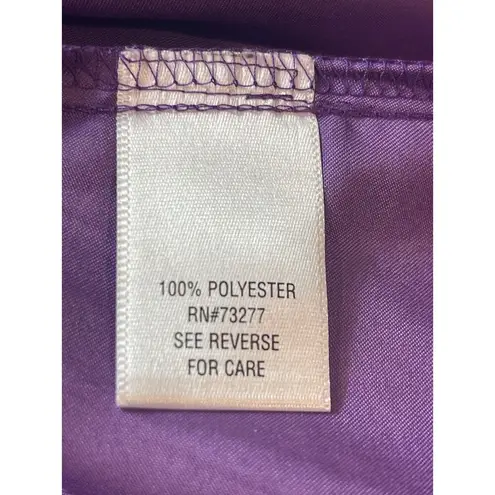 100% POLYESTER
RN#73277
SEE REVERSE
FOR CARE